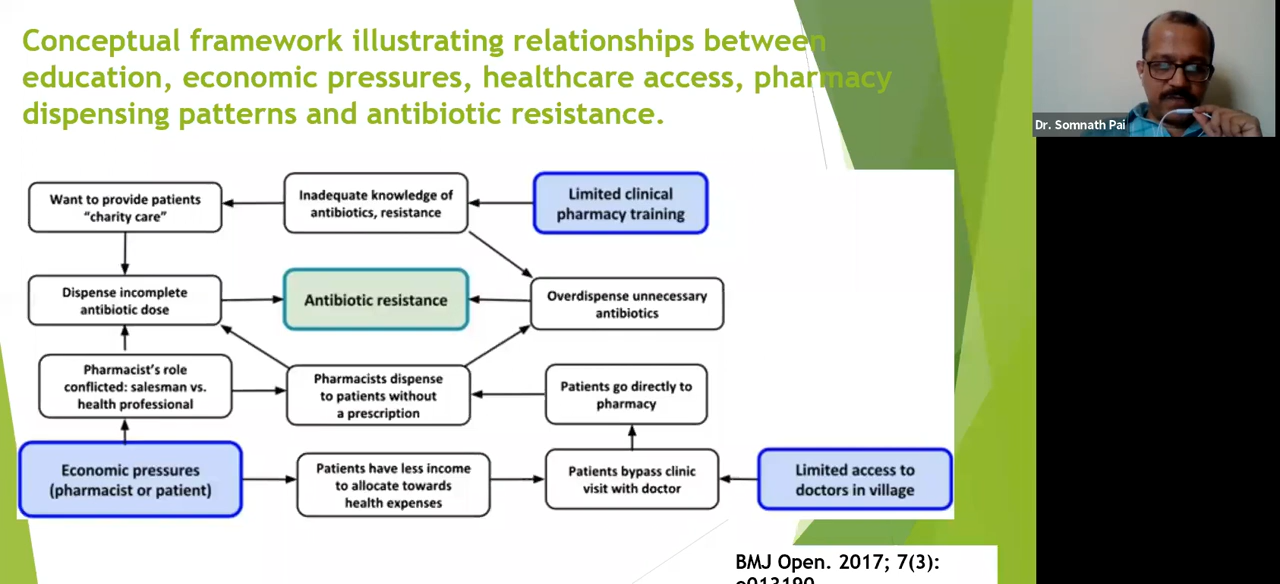 Conceptual framework illustrating relationships between
education, economic pressures, healthcare access, pharmacy
dispensing patterns and antibiotic resistance.
Dr. Somnath Pai
Want to provide patients
“charity care”
Inadequate knowledge of
antibiotics, resistance
Limited clinical
pharmacy training
Dispense incomplete
antibiotic dose
Antibiotic resistance
Overdispense unnecessary
antibiotics
Pharmacist’s role
conflicted: salesman vs.
health professional
Pharmacists dispense
to patients without
a prescription
Patients go directly to
pharmacy
Economic pressures
(pharmacist or patient)
Patients have less income
to allocate towards
health expenses
Patients bypass clinic
visit with doctor
Limited access to
doctors in village
BMJ Open. 2017; 7(3):